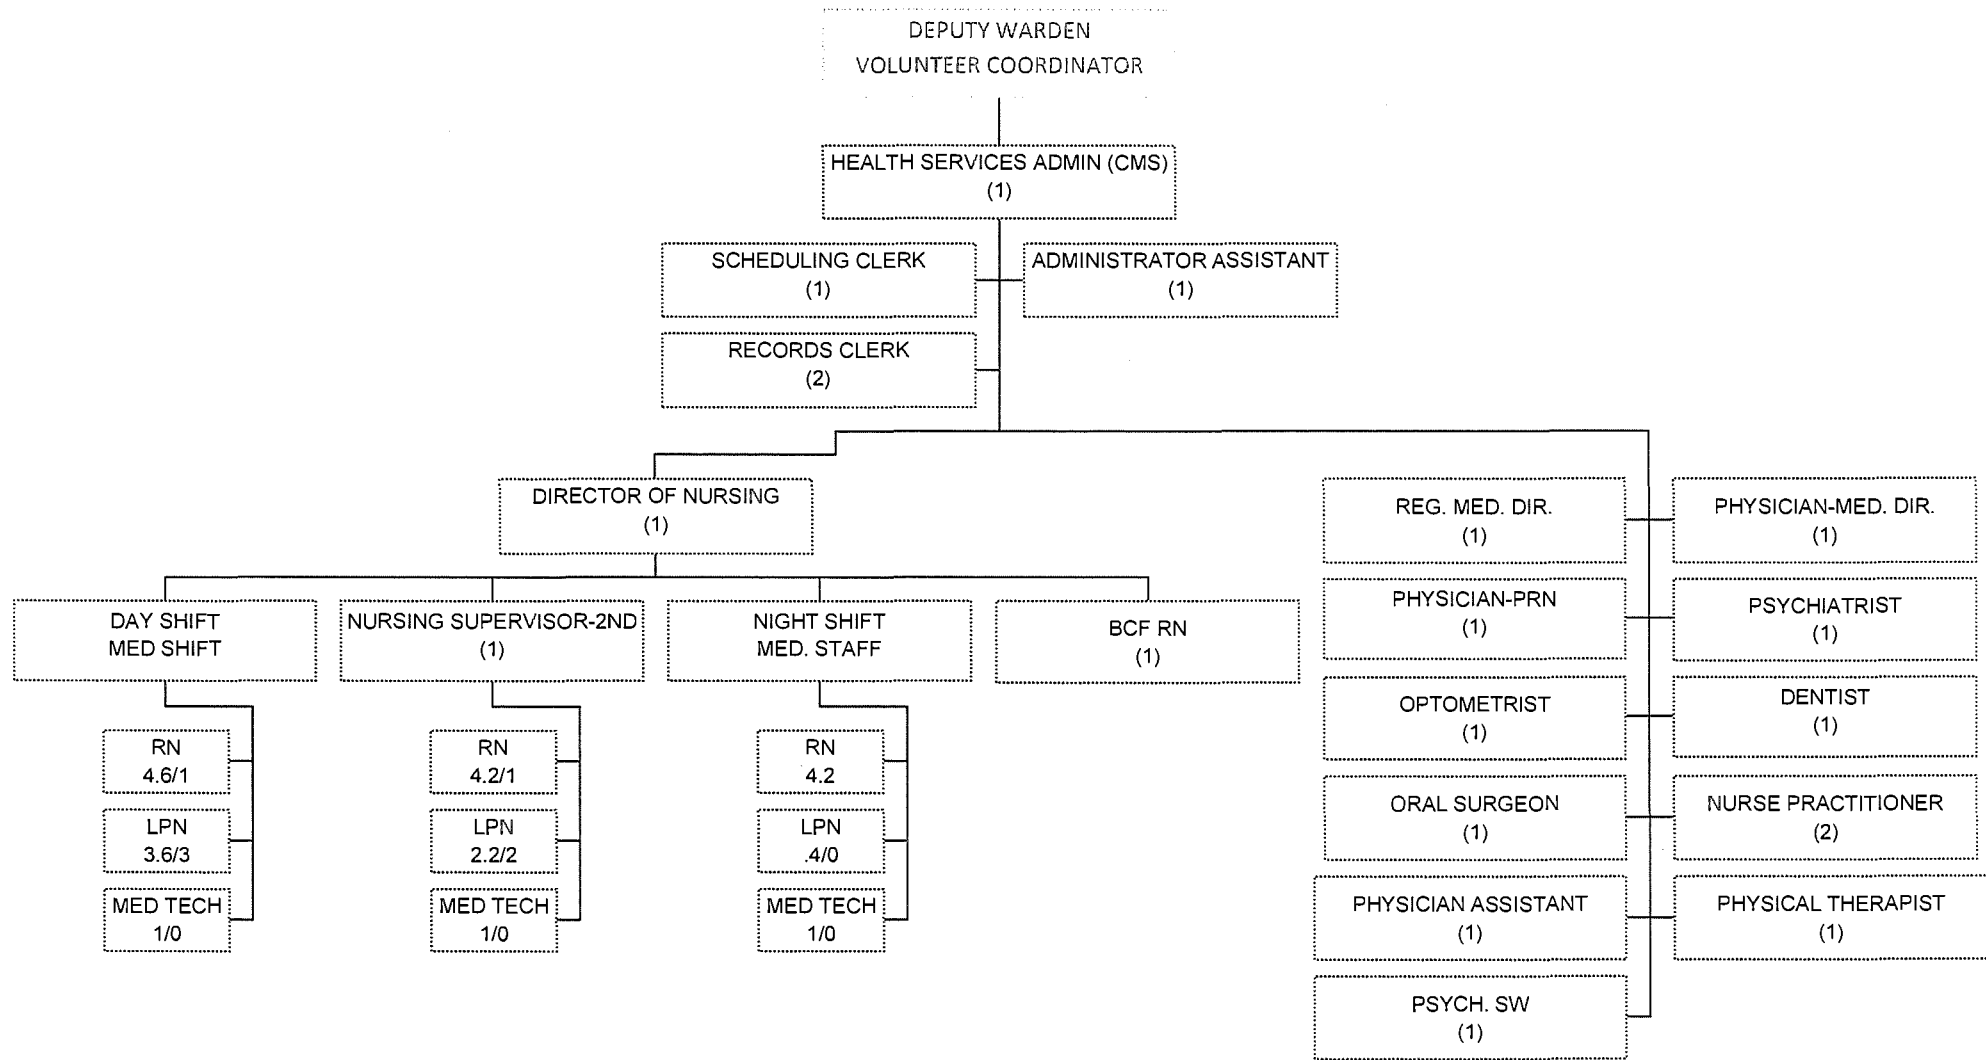 DEPUTY WARDEN
VOLUNTEER COORDINATOR
HEALTH SERVICES ADMIN (CMS)
(1)
SCHEDULING CLERK
(1)
ADMINISTRATOR ASSISTANT
(1)
RECORDS CLERK
(2)
DIRECTOR OF NURSING
(1)
DAY SHIFT
MED SHIFT
RN
4.6/1
LPN
3.6/3
MED TECH
1/0
NURSING SUPERVISOR-2ND
(1)
RN
4.2/1
LPN
2.2/2
MED TECH
1/0
NIGHT SHIFT
MED. STAFF
RN
4.2
LPN
.4/0
MED TECH
1/0
BCF RN
(1)
REG. MED. DIR.
(1)
PHYSICIAN-MED. DIR.
(1)
PHYSICIAN-PRN
(1)
PSYCHIATRIST
(1)
OPTOMETRIST
(1)
DENTIST
(1)
ORAL SURGEON
(1)
NURSE PRACTITIONER
(2)
PHYSICIAN ASSISTANT
(1)
PHYSICAL THERAPIST
(1)
PSYCH. SW
(1)